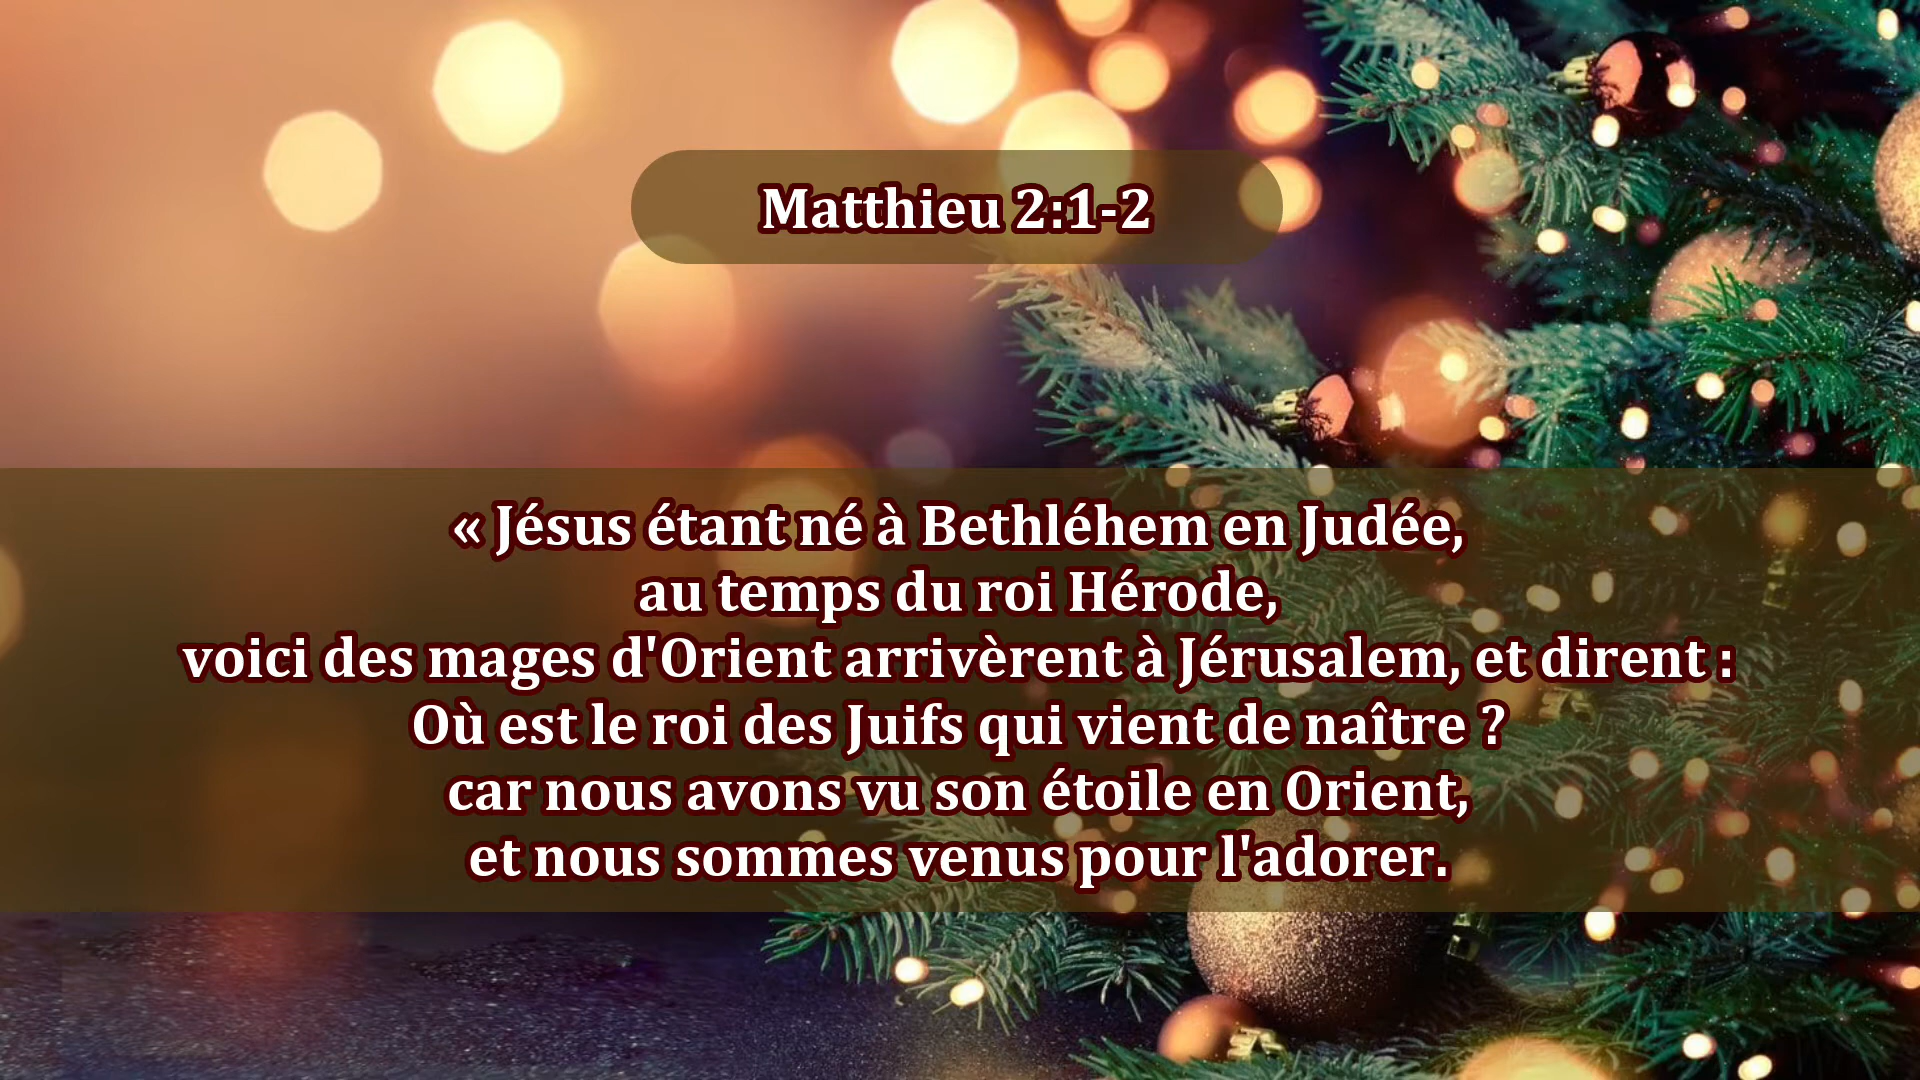 Matthieu 2:1-2
« Jésus étant né à Bethléhem en Judée,
au temps du roi Hérode,
voici des mages d'Orient arrivèrent à Jérusalem, et dirent :
Où est le roi des Juifs qui vient de naître ?
car nous avons vu son étoile en Orient,
et nous sommes venus pour l'adorer.